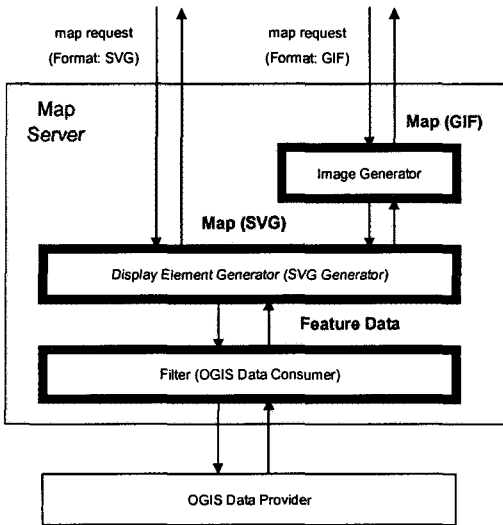 map request
(Format: SVG)
map request
(Format: GIF)
Map
Server
Map (GIF)
Image Generator
Map (SVG)
Display Element Generator (SVG Generator)
Feature Data
Filter (OGIS Data Consumer)
OGIS Data Provider